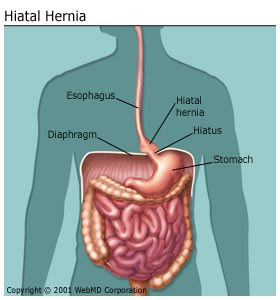 Hiatal Hernia
Esophagus
Hiatal
hernia
Diaphragm
Hiatus
Stomach
Copyright © 2001 WebMD Corporation